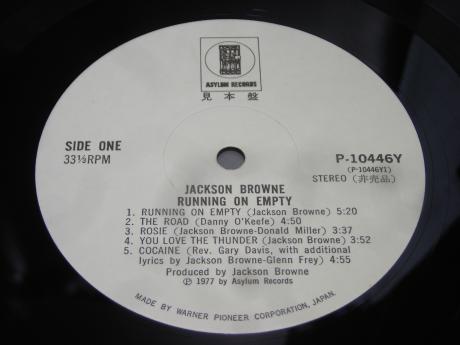 ASYLUM RECORDS
見本盤
SIDE ONE
33⅓RPM
P-10446Y
(P-10446Y1)
STEREO (非売品)
JACKSON BROWNE
RUNNING ON EMPTY
1. RUNNING ON EMPTY (Jackson Browne) 5:20
2. THE ROAD (Danny O'Keefe) 4:50
3. ROSIE (Jackson Browne-Donald Miller) 3:37
4. YOU LOVE THE THUNDER (Jackson Browne) 3:52
5. COCAINE (Rev. Gary Davis, with additional
lyrics by Jackson Browne-Glenn Frey) 4:55
Produced by Jackson Browne
℗ 1977 by Asylum Records
MADE BY WARNER PIONEER CORPORATION, JAPAN.